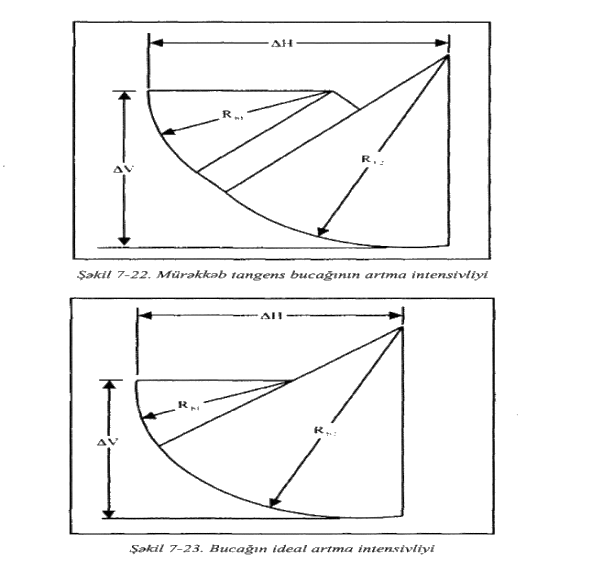 ΔH
ΔV
Şəkil 7-22. Mürəkkəb tangens bucağının artma intensivliyi
ΔH
ΔV
Şəkil 7-23. Bucağın ideal artma intensivliyi